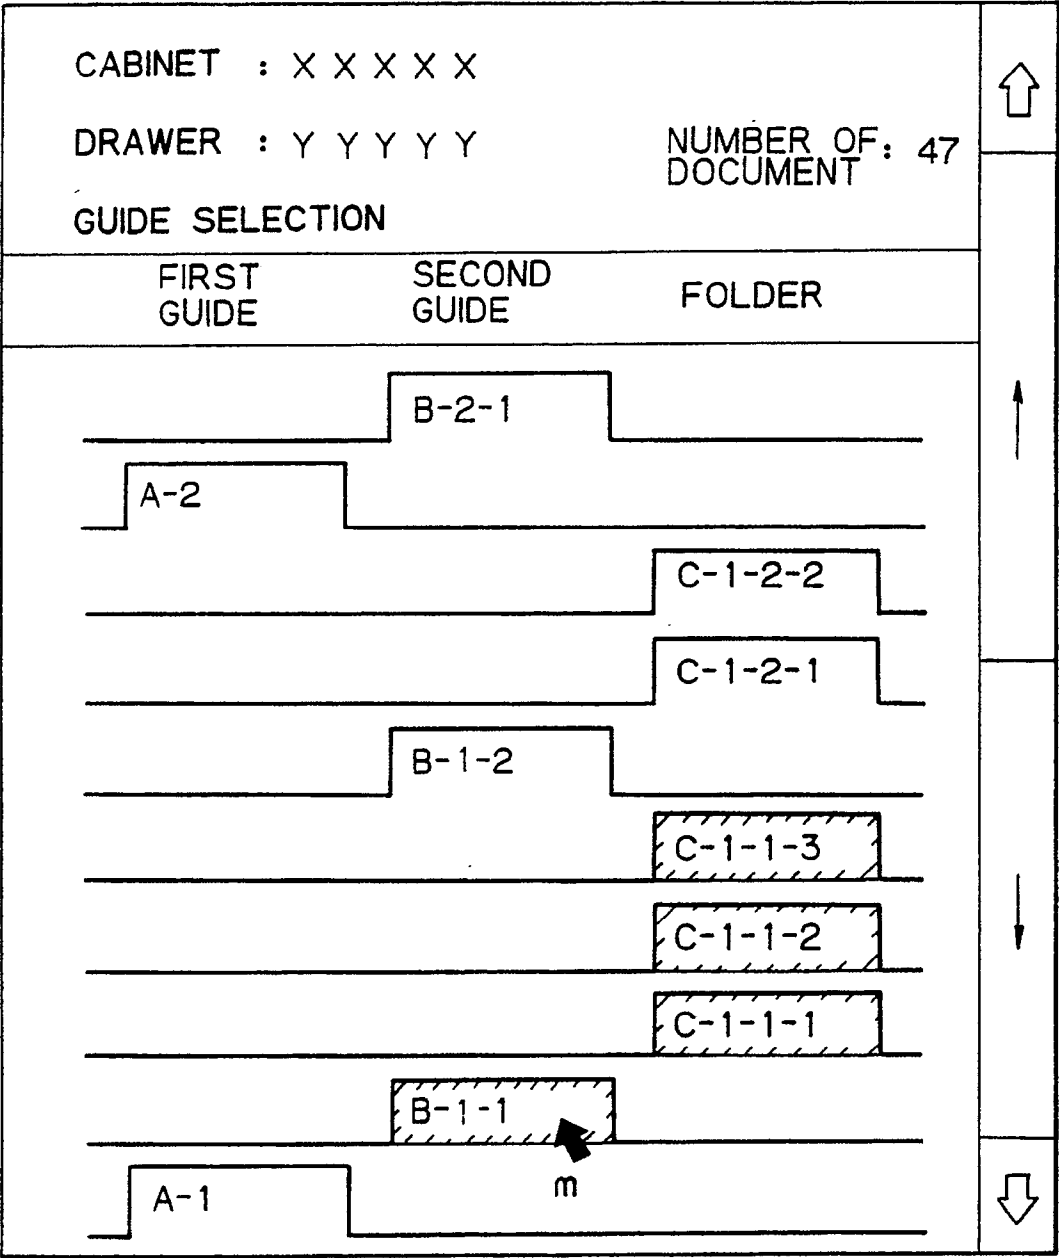 CABINET : X X X X X
DRAWER : Y Y Y Y Y
NUMBER OF
DOCUMENT : 47
GUIDE SELECTION
FIRST
GUIDE
SECOND
GUIDE
FOLDER
B-2-1
A-2
C-1-2-2
C-1-2-1
B-1-2
C-1-1-3
C-1-1-2
C-1-1-1
B-1-1
m
A-1